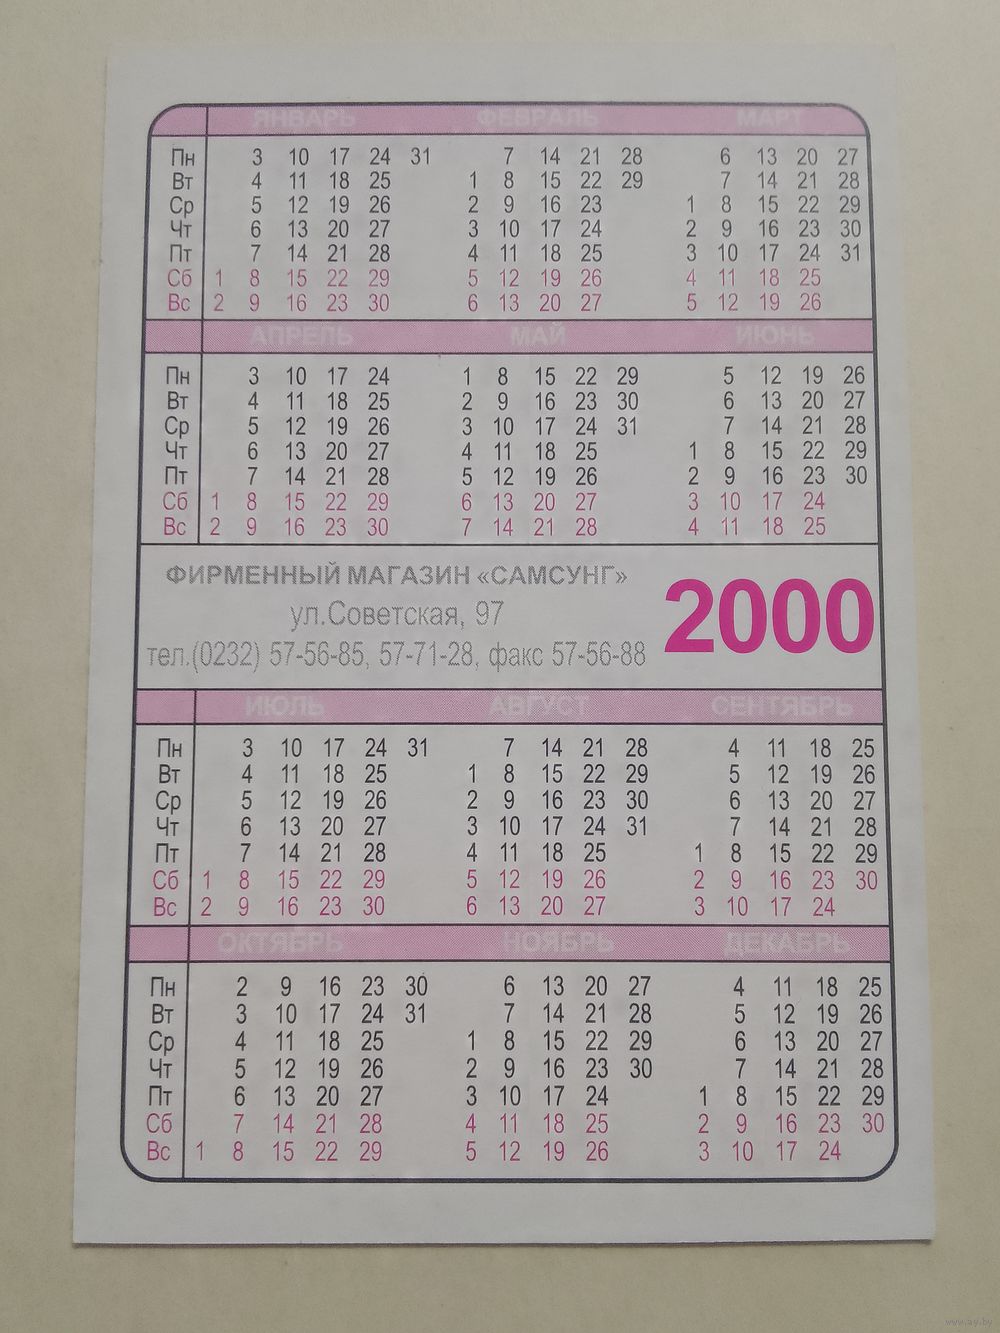 ЯНВАРЬ ФЕВРАЛЬ МАРТ
Пн 3 10 17 24 31 7 14 21 28 6 13 20 27
Вт 4 11 18 25 1 8 15 22 29 7 14 21 28
Ср 5 12 19 26 2 9 16 23 1 8 15 22 29
Чт 6 13 20 27 3 10 17 24 2 9 16 23 30
Пт 7 14 21 28 4 11 18 25 3 10 17 24 31
Сб 1 8 15 22 29 5 12 19 26 4 11 18 25
Вс 2 9 16 23 30 6 13 20 27 5 12 19 26
АПРЕЛЬ МАЙ ИЮНЬ
Пн 3 10 17 24 1 8 15 22 29 5 12 19 26
Вт 4 11 18 25 2 9 16 23 30 6 13 20 27
Ср 5 12 19 26 3 10 17 24 31 7 14 21 28
Чт 6 13 20 27 4 11 18 25 1 8 15 22 29
Пт 7 14 21 28 5 12 19 26 2 9 16 23 30
Сб 1 8 15 22 29 6 13 20 27 3 10 17 24
Вс 2 9 16 23 30 7 14 21 28 4 11 18 25
ФИРМЕННЫЙ МАГАЗИН «САМСУНГ»
ул.Советская, 97
тел.(0232) 57-56-85, 57-71-28, факс 57-56-88
2000
ИЮЛЬ АВГУСТ СЕНТЯБРЬ
Пн 3 10 17 24 31 7 14 21 28 4 11 18 25
Вт 4 11 18 25 1 8 15 22 29 5 12 19 26
Ср 5 12 19 26 2 9 16 23 30 6 13 20 27
Чт 6 13 20 27 3 10 17 24 31 7 14 21 28
Пт 7 14 21 28 4 11 18 25 1 8 15 22 29
Сб 1 8 15 22 29 5 12 19 26 2 9 16 23 30
Вс 2 9 16 23 30 6 13 20 27 3 10 17 24
ОКТЯБРЬ НОЯБРЬ ДЕКАБРЬ
Пн 2 9 16 23 30 6 13 20 27 4 11 18 25
Вт 3 10 17 24 31 7 14 21 28 5 12 19 26
Ср 4 11 18 25 1 8 15 22 29 6 13 20 27
Чт 5 12 19 26 2 9 16 23 30 7 14 21 28
Пт 6 13 20 27 3 10 17 24 1 8 15 22 29
Сб 7 14 21 28 4 11 18 25 2 9 16 23 30
Вс 1 8 15 22 29 5 12 19 26 3 10 17 24
www.ay.by